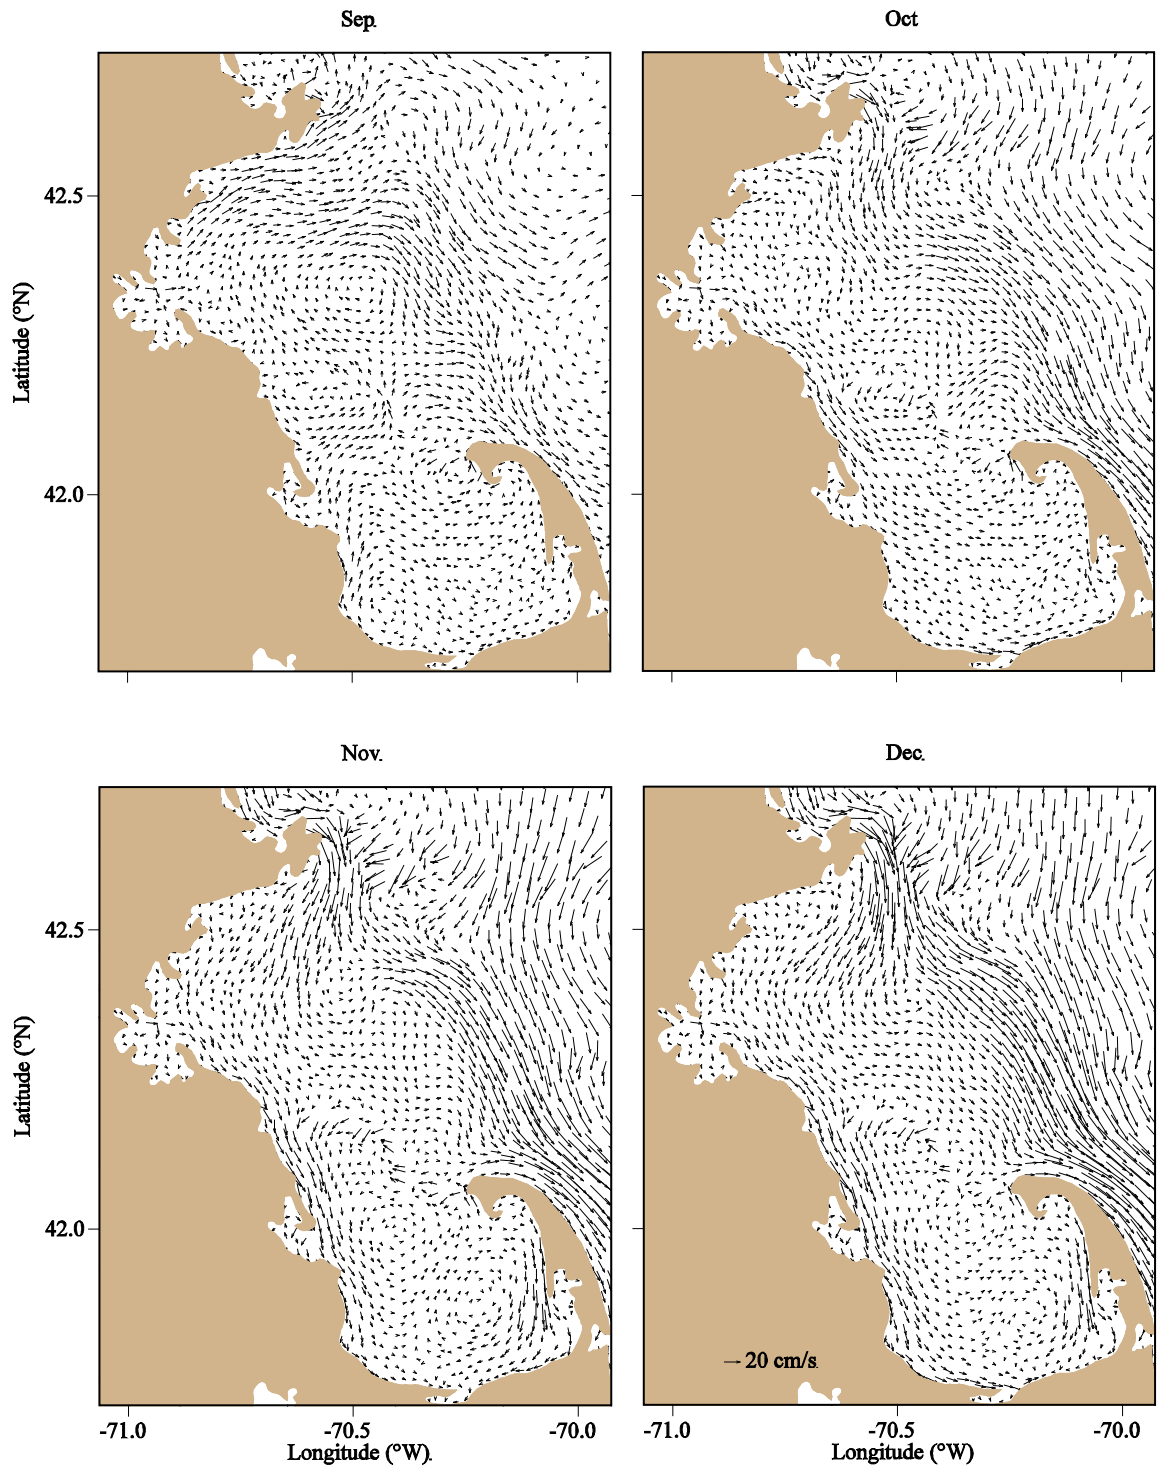 Sep.
Oct
42.5
42.0
Latitude (°N)
Nov.
Dec.
42.5
42.0
Latitude (°N)
20 cm/s.
-71.0
-70.5
-70.0
-71.0
-70.5
-70.0
Longitude (°W).
Longitude (°W)